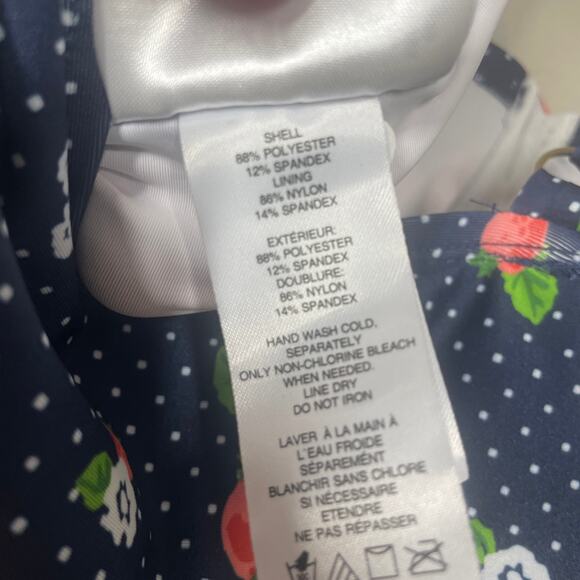 SHELL
88% POLYESTER
12% SPANDEX
LINING
86% NYLON
14% SPANDEX
EXTÉRIEUR:
88% POLYESTER
12% SPANDEX
DOUBLURE:
86% NYLON
14% SPANDEX
HAND WASH COLD,
SEPARATELY
ONLY NON-CHLORINE BLEACH
WHEN NEEDED.
LINE DRY
DO NOT IRON
LAVER À LA MAIN À
L'EAU FROIDE
SÉPARÉMENT
BLANCHIR SANS CHLORE
SI NÉCESSAIRE
ETENDRE
NE PAS REPASSER